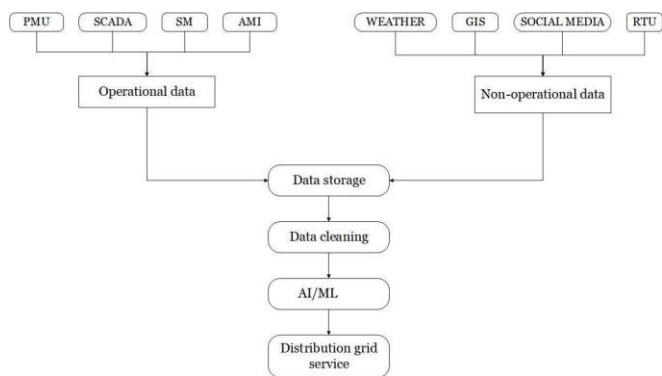 PMU
SCADA
SM
AMI
WEATHER
GIS
SOCIAL MEDIA
RTU
Operational data
Non-operational data
Data storage
Data cleaning
AI/ML
Distribution grid
service